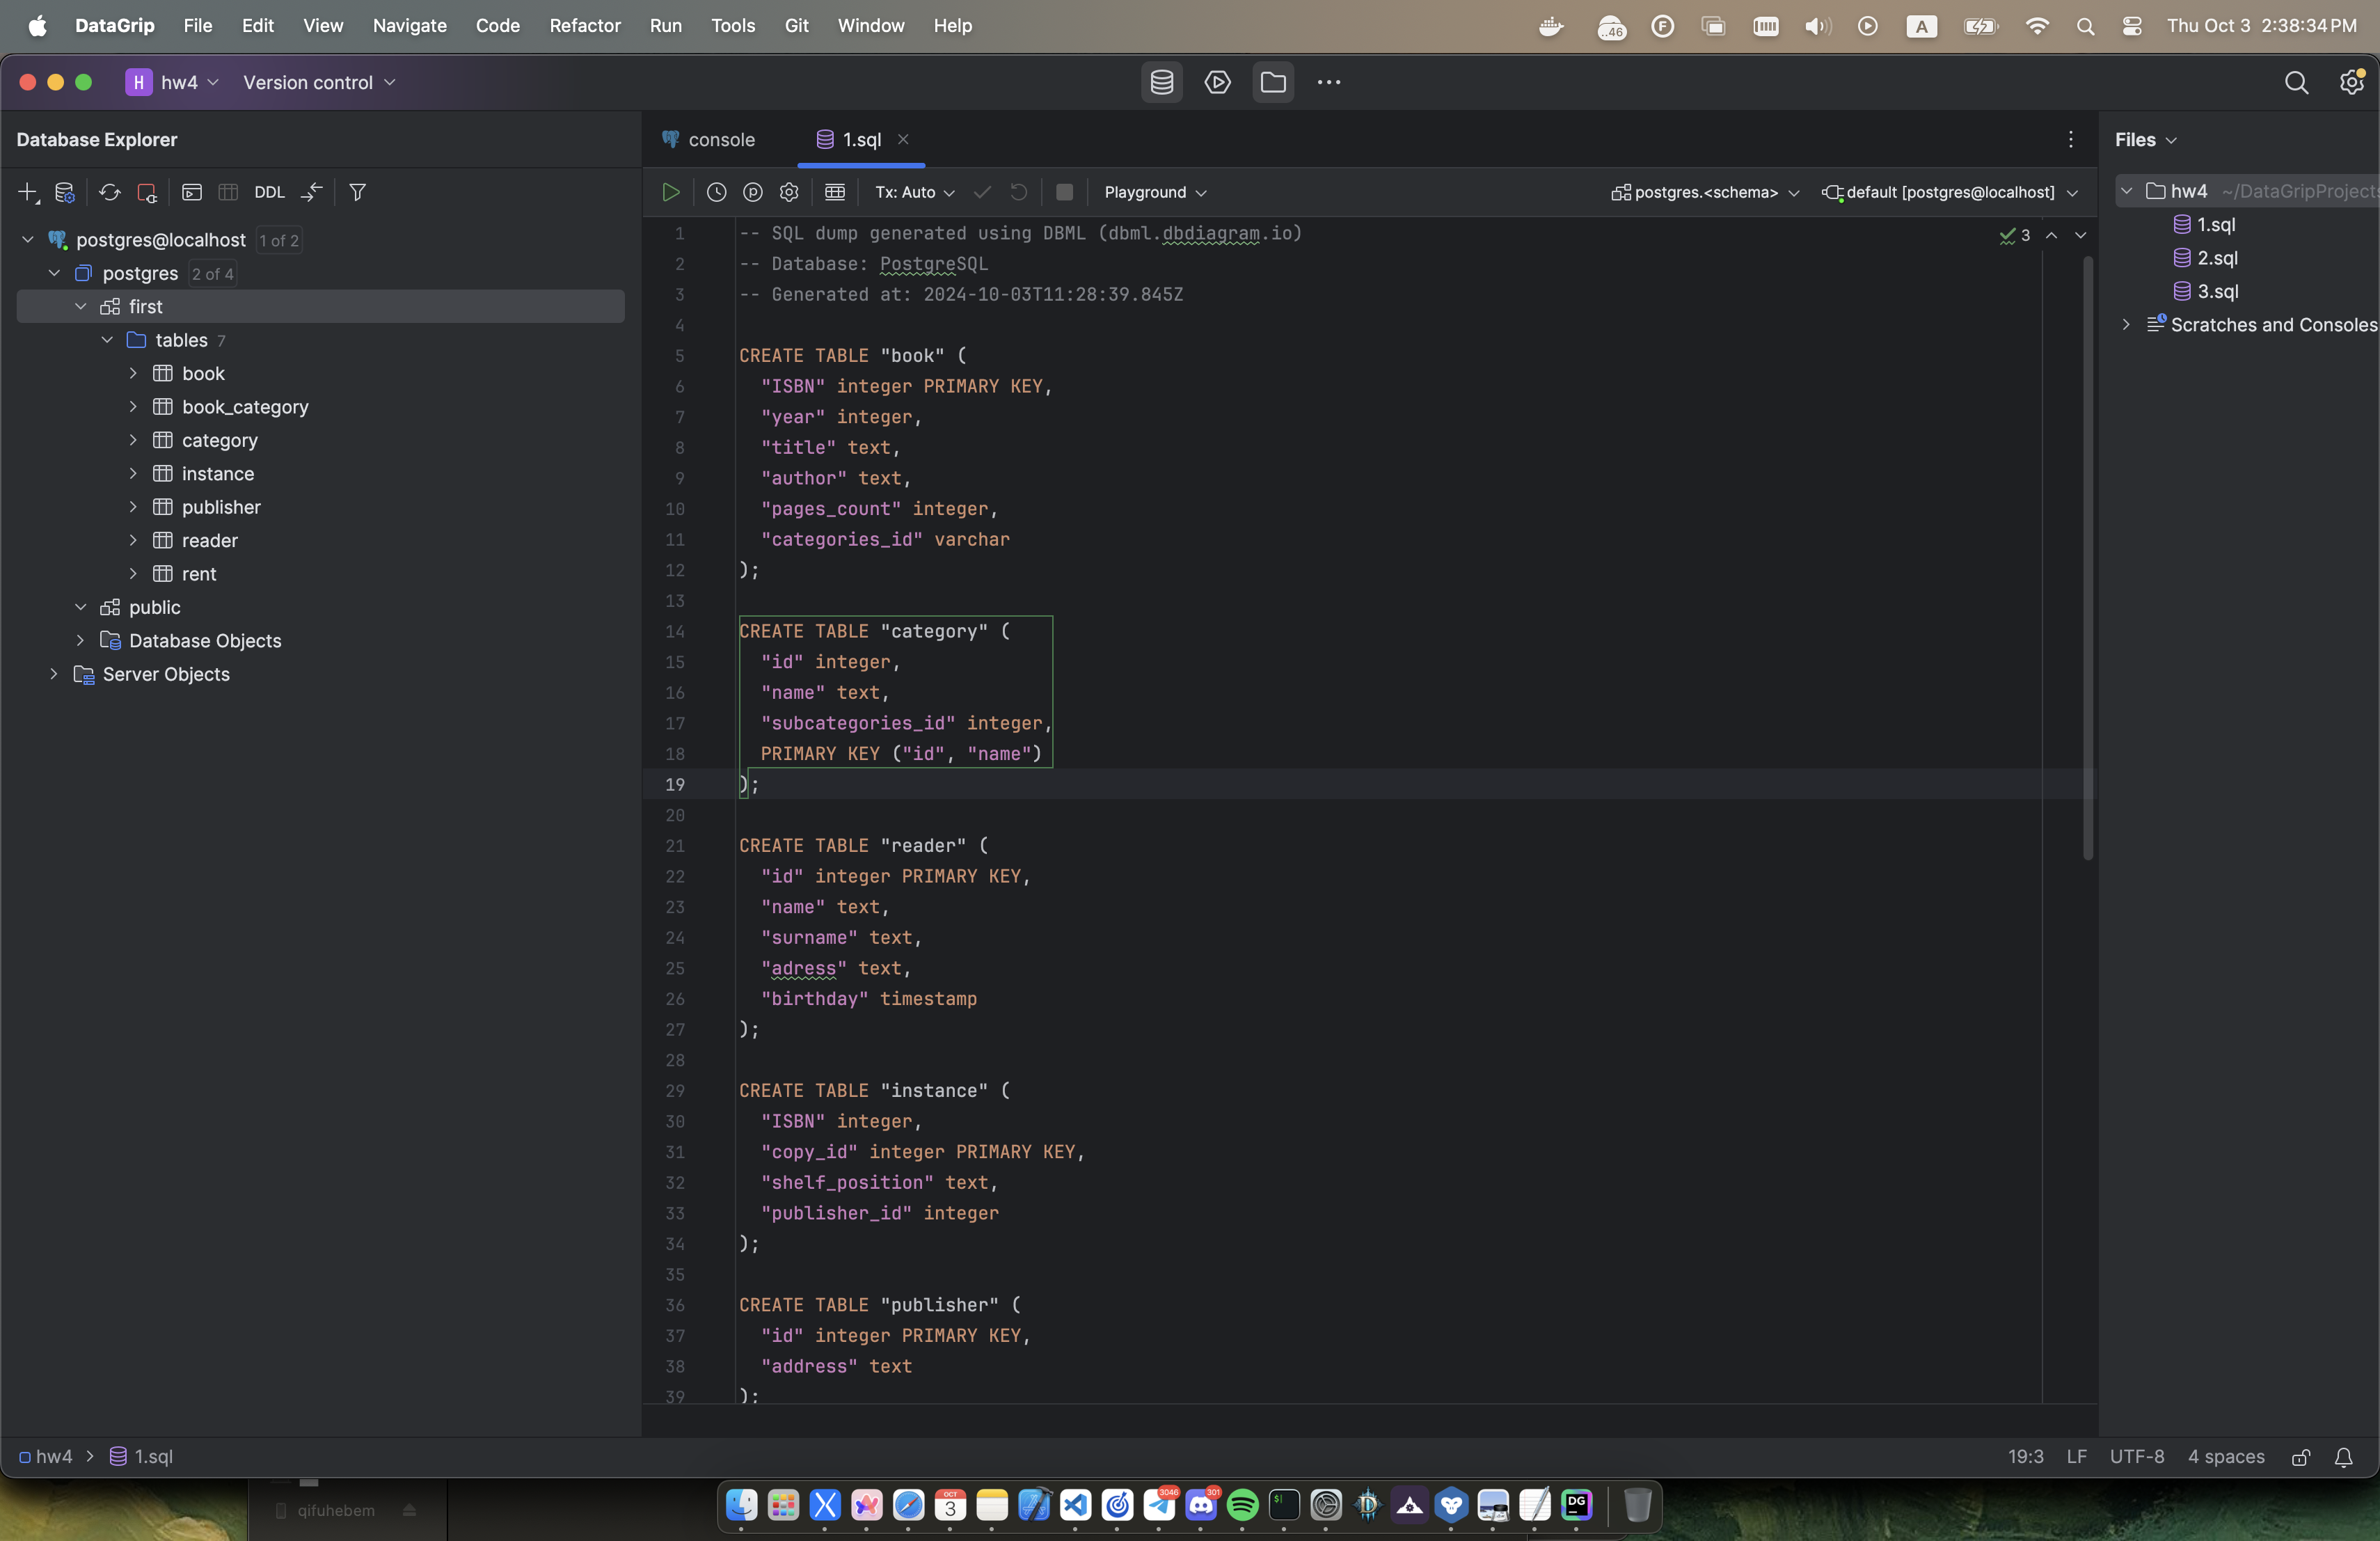 DataGrip File Edit View Navigate Code Refactor Run Tools Git Window Help ..46 F A Thu Oct 3 2:38:34 PM
H hw4 Version control
Database Explorer
console 1.sql
Files
DDL
Tx: Auto Playground postgres.<schema> default [postgres@localhost]
postgres@localhost 1 of 2
postgres 2 of 4
first
tables 7
book
book_category
category
instance
publisher
reader
rent
public
Database Objects
Server Objects
3
1 -- SQL dump generated using DBML (dbml.dbdiagram.io)
2 -- Database: PostgreSQL
3 -- Generated at: 2024-10-03T11:28:39.845Z
4
5 CREATE TABLE "book" (
6 "ISBN" integer PRIMARY KEY,
7 "year" integer,
8 "title" text,
9 "author" text,
10 "pages_count" integer,
11 "categories_id" varchar
12 );
13
14 CREATE TABLE "category" (
15 "id" integer,
16 "name" text,
17 "subcategories_id" integer,
18 PRIMARY KEY ("id", "name")
19 );
20
21 CREATE TABLE "reader" (
22 "id" integer PRIMARY KEY,
23 "name" text,
24 "surname" text,
25 "adress" text,
26 "birthday" timestamp
27 );
28
29 CREATE TABLE "instance" (
30 "ISBN" integer,
31 "copy_id" integer PRIMARY KEY,
32 "shelf_position" text,
33 "publisher_id" integer
34 );
35
36 CREATE TABLE "publisher" (
37 "id" integer PRIMARY KEY,
38 "address" text
39 );
hw4 ~/DataGripProjects
1.sql
2.sql
3.sql
Scratches and Consoles
hw4 1.sql
19:3 LF UTF-8 4 spaces
qifuhebem
OCT
3
3046
301
$
DG